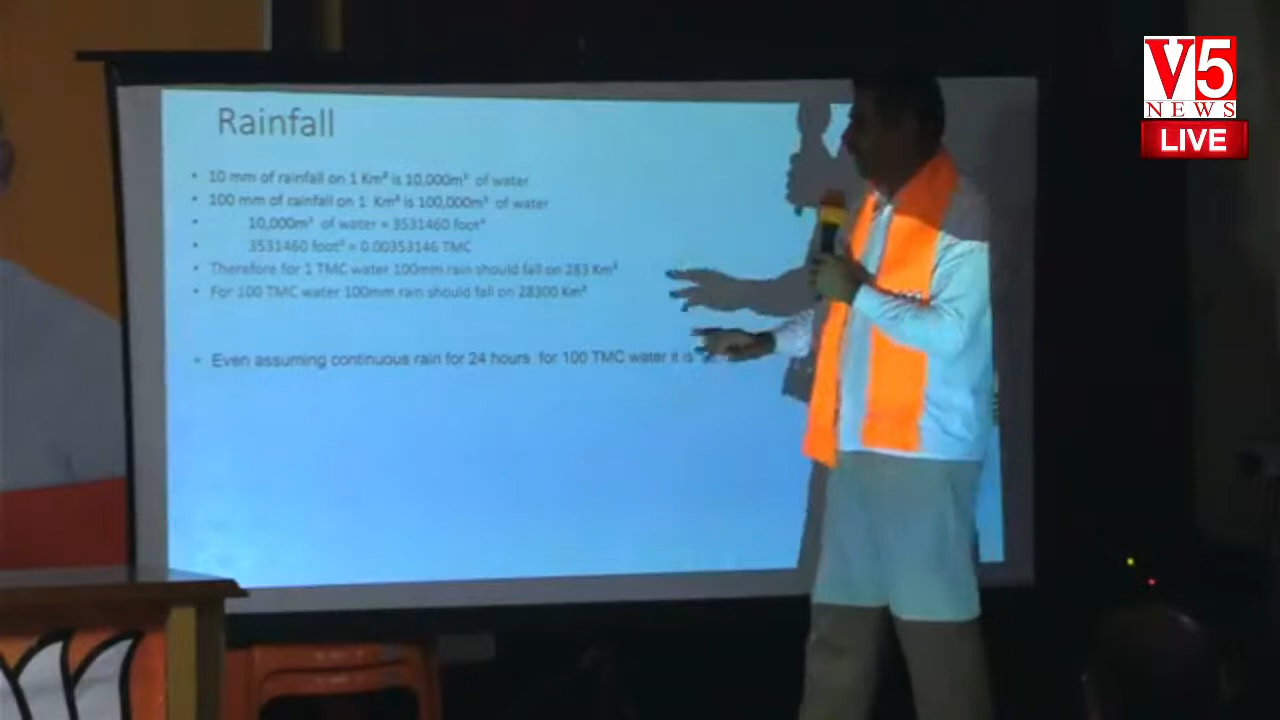 Rainfall
• 10 mm of rainfall on 1 Km² is 10,000m³ of water
• 100 mm of rainfall on 1 Km² is 100,000m³ of water
• 10,000m³ of water = 3531460 foot³
• 3531460 foot³ = 0.00353146 TMC
• Therefore for 1 TMC water 100mm rain should fall on 283 Km²
• For 100 TMC water 100mm rain should fall on 28300 Km²
• Even assuming continuous rain for 24 hours for 100 TMC water it is
V5
NEWS
LIVE